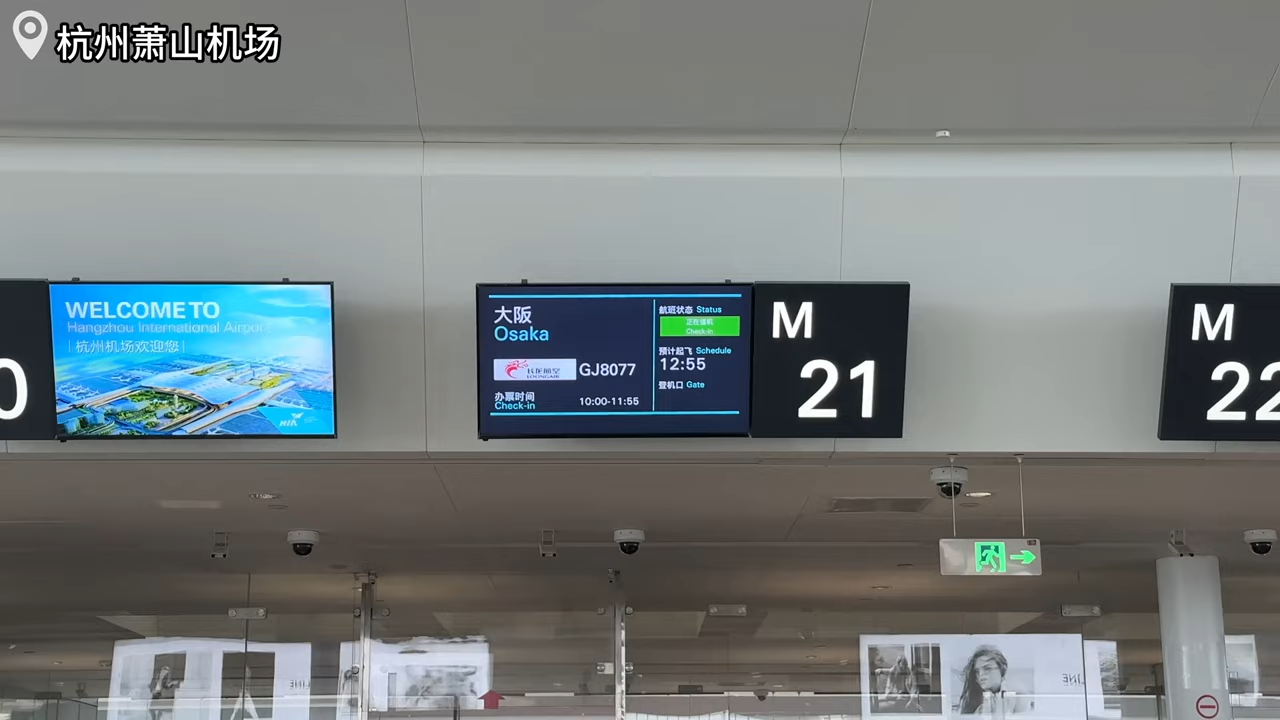 杭州萧山机场
0
WELCOME TO
Hangzhou International Airport
杭州机场欢迎您
HIA
大阪
Osaka
长龙航空
LOONGAIR
GJ8077
办票时间
Check-in
10:00-11:55
航班状态 Status
正在值机
Check-in
预计起飞 Schedule
12:55
登机口 Gate
M
21
M
22